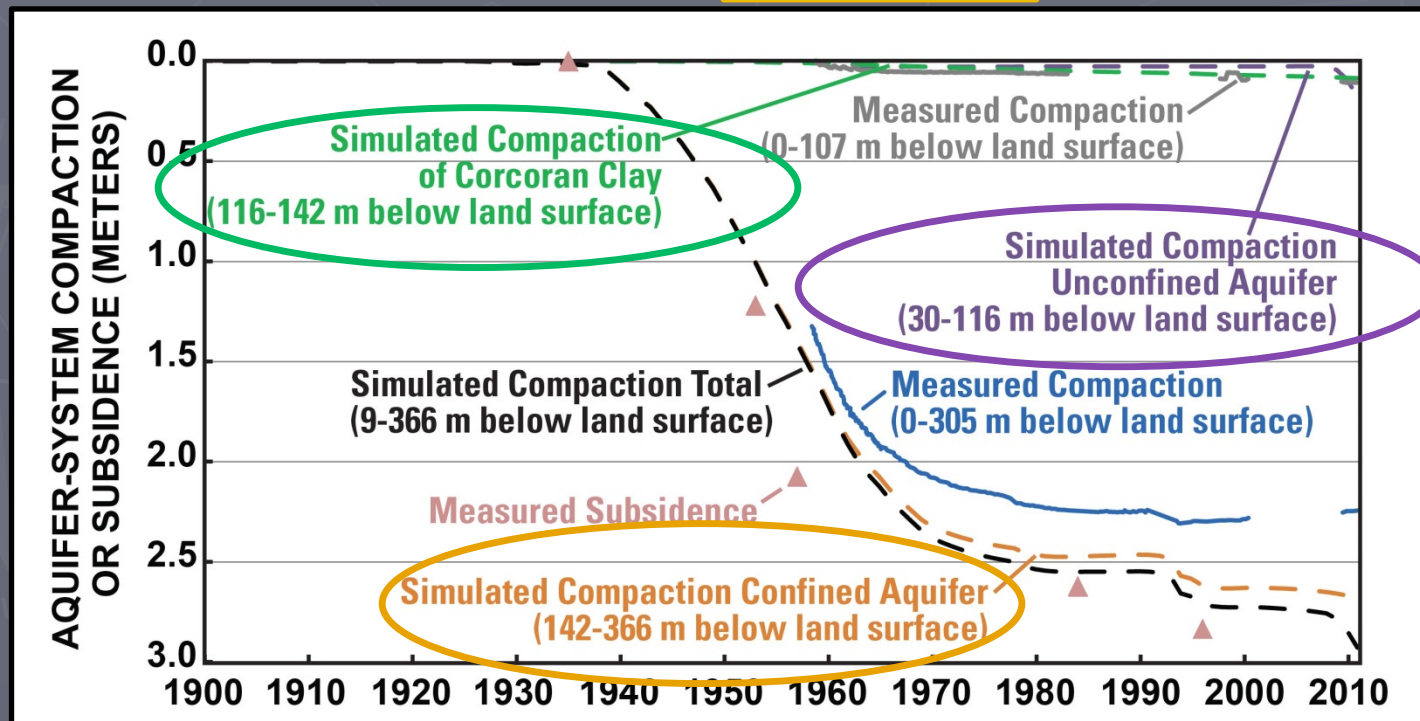 AQUIFER-SYSTEM COMPACTION
OR SUBSIDENCE (METERS)
0.0
0.5
1.0
1.5
2.0
2.5
3.0
Simulated Compaction
of Corcoran Clay
(116-142 m below land surface)
Measured Compaction
(0-107 m below land surface)
Simulated Compaction
Unconfined Aquifer
(30-116 m below land surface)
Simulated Compaction Total
(9-366 m below land surface)
Measured Compaction
(0-305 m below land surface)
Measured Subsidence
Simulated Compaction Confined Aquifer
(142-366 m below land surface)
1900 1910 1920 1930 1940 1950 1960 1970 1980 1990 2000 2010